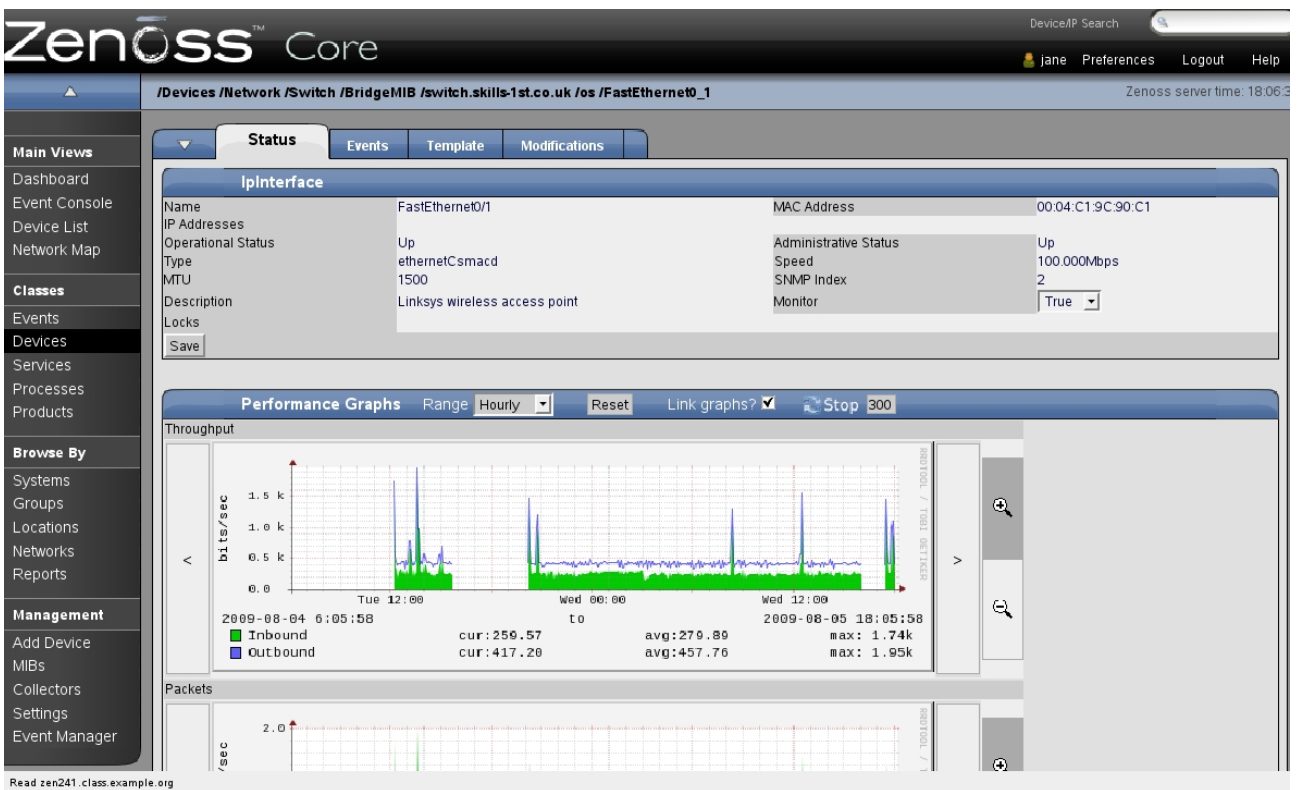 Zenoss™ Core
Device/IP Search
jane Preferences Logout Help
/Devices /Network /Switch /BridgeMIB /switch.skills-1st.co.uk /os /FastEthernet0_1
Zenoss server time: 18:06:3
Main Views
Dashboard
Event Console
Device List
Network Map
Classes
Events
Devices
Services
Processes
Products
Browse By
Systems
Groups
Locations
Networks
Reports
Management
Add Device
MIBs
Collectors
Settings
Event Manager
Status Events Template Modifications
IpInterface
Name FastEthernet0/1 MAC Address 00:04:C1:9C:90:C1
IP Addresses
Operational Status Up Administrative Status Up
Type ethernetCsmacd Speed 100.000Mbps
MTU 1500 SNMP Index 2
Description Linksys wireless access point Monitor True
Locks
Save
Performance Graphs Range Hourly Reset Link graphs? Stop 300
Throughput
RRDTOOL / TOBI OETIKER
bits/sec
1.5 k
1.0 k
0.5 k
0.0
< >
Tue 12:00 Wed 00:00 Wed 12:00
2009-08-04 6:05:58 to 2009-08-05 18:05:58
Inbound cur:259.57 avg:279.89 max: 1.74k
Outbound cur:417.20 avg:457.76 max: 1.95k
Packets
2.0
/sec
RRDTOOL /
Read zen241.class.example.org